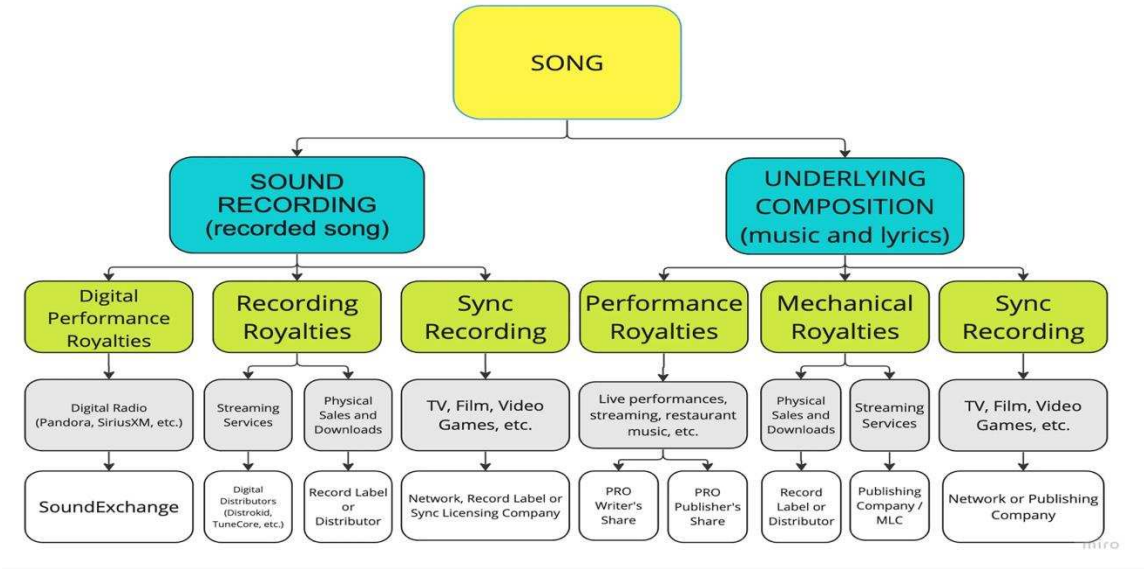 SONG
SOUND
RECORDING
(recorded song)
UNDERLYING
COMPOSITION
(music and lyrics)
Digital
Performance
Royalties
Recording
Royalties
Sync
Recording
Performance
Royalties
Mechanical
Royalties
Sync
Recording
Digital Radio
(Pandora, SiriusXM, etc.)
Streaming
Services
Physical
Sales and
Downloads
TV, Film, Video
Games, etc.
Live performances,
streaming, restaurant
music, etc.
Physical
Sales and
Downloads
Streaming
Services
TV, Film, Video
Games, etc.
SoundExchange
Digital
Distributors
(Distrokid,
TuneCore, etc.)
Record Label
or
Distributor
Network, Record Label or
Sync Licensing Company
PRO
Writer's
Share
PRO
Publisher's
Share
Record
Label or
Distributor
Publishing
Company /
MLC
Network or Publishing
Company
miro